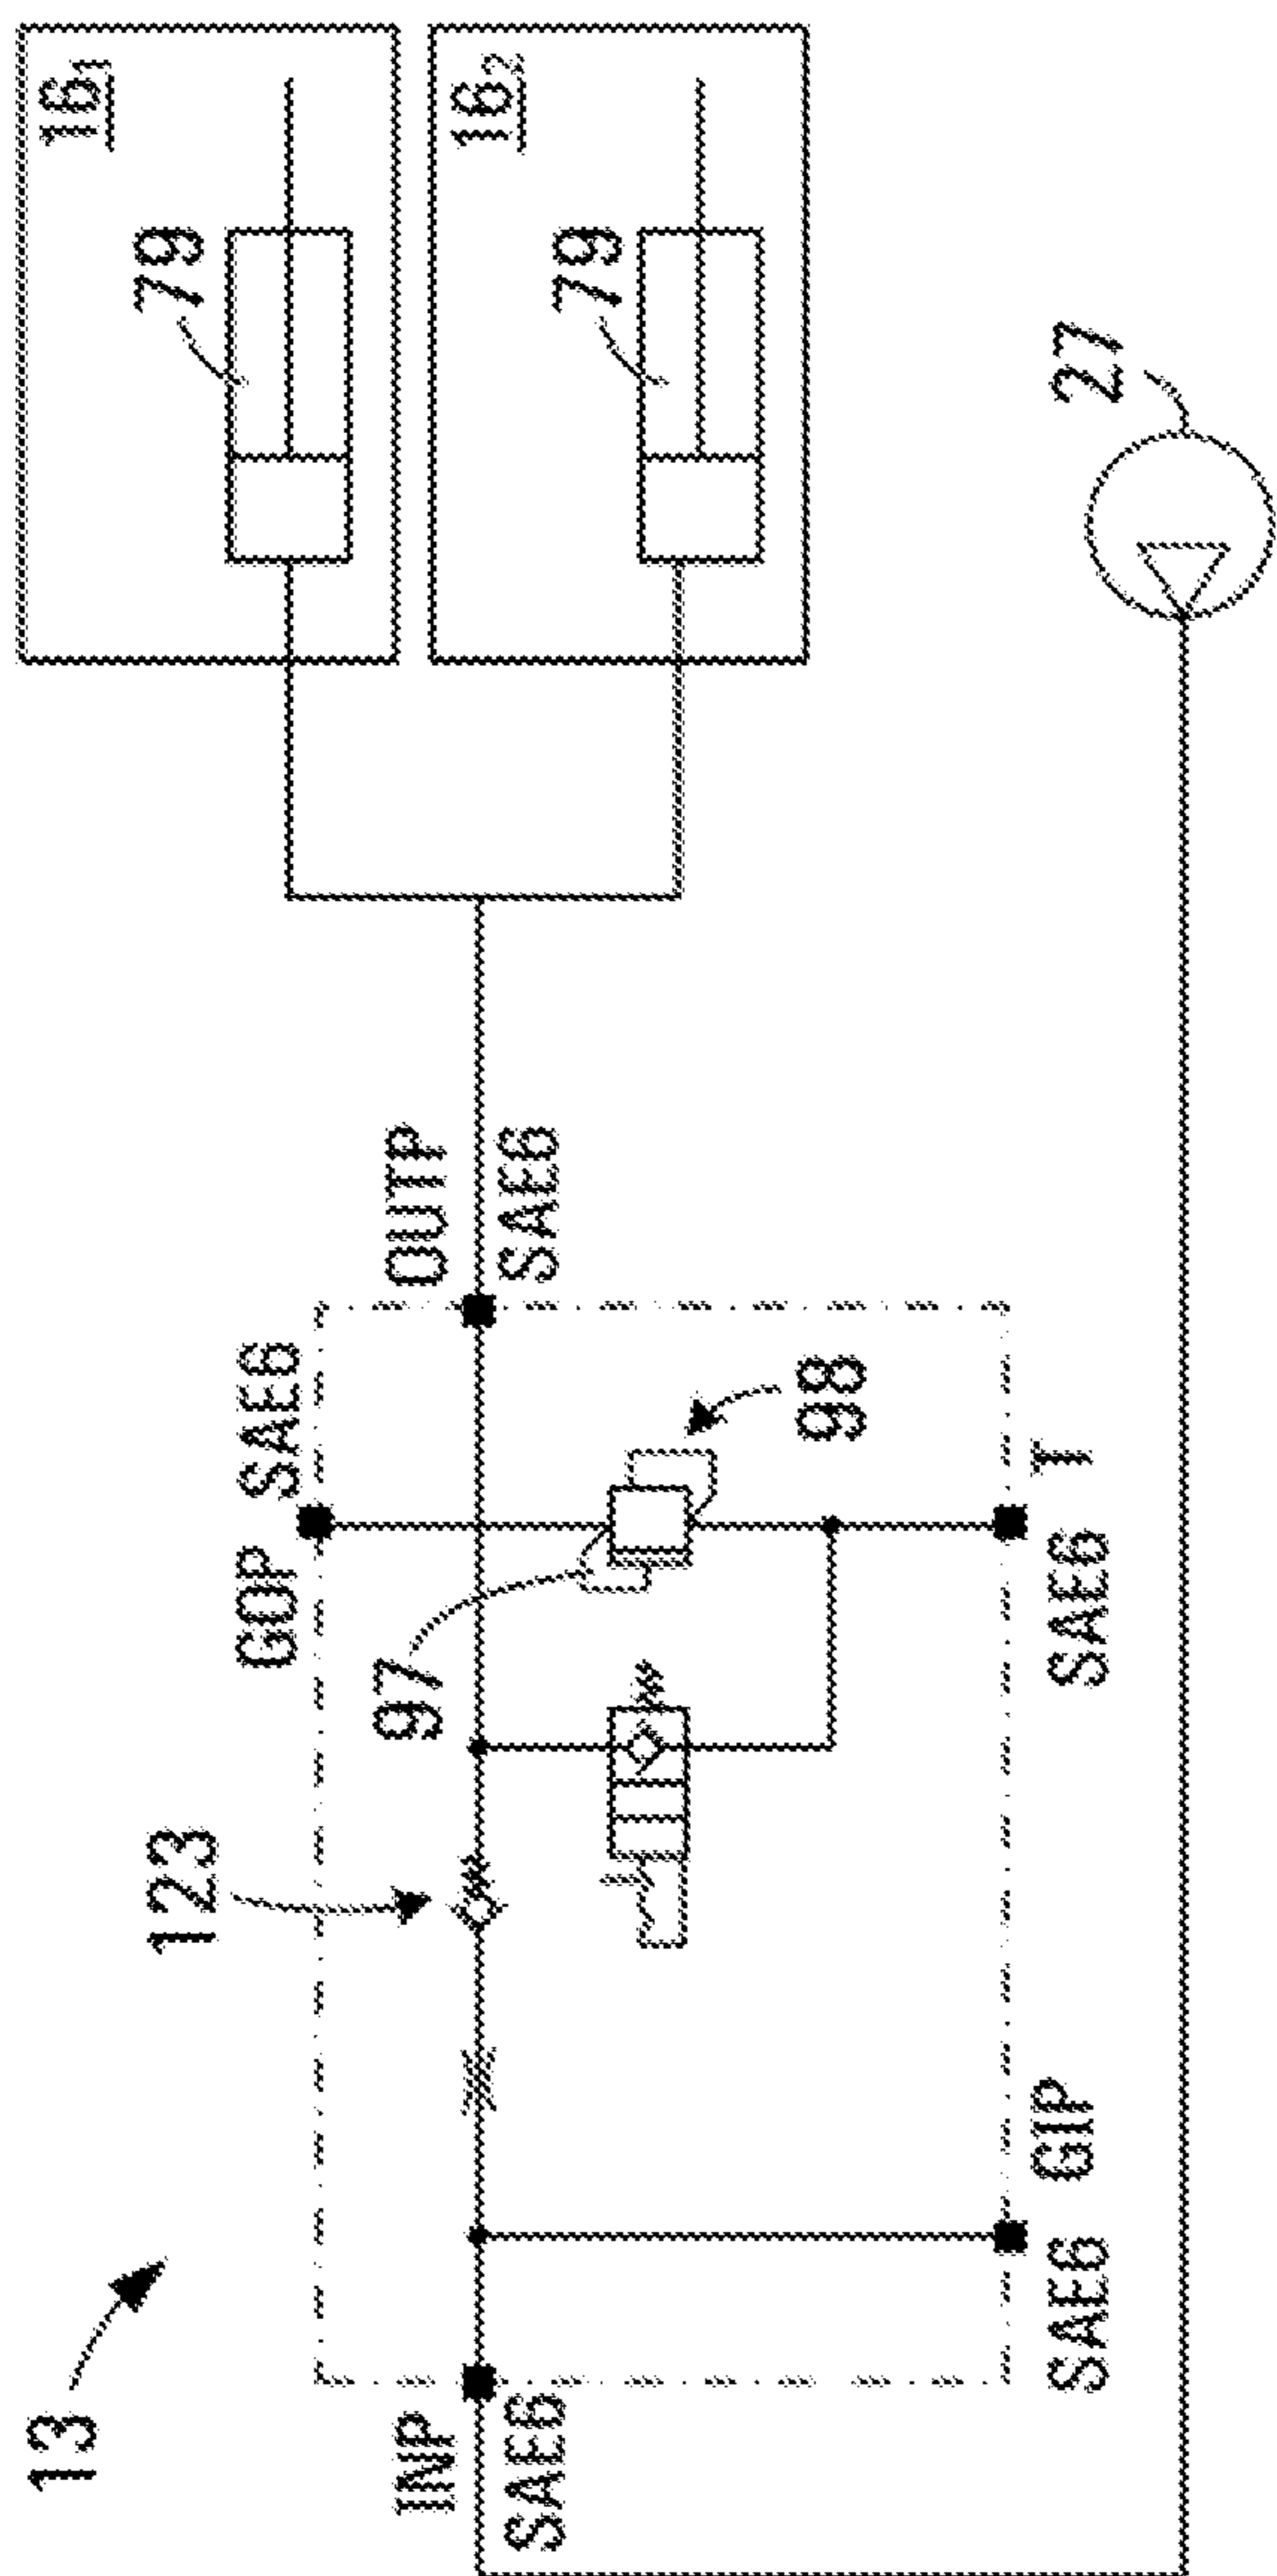 16₁
79
16₂
79
27
OUTP
SAE6
GOP SAE6
97
98
T
SAE6
123
GIP
SAE6
INP
SAE6
13